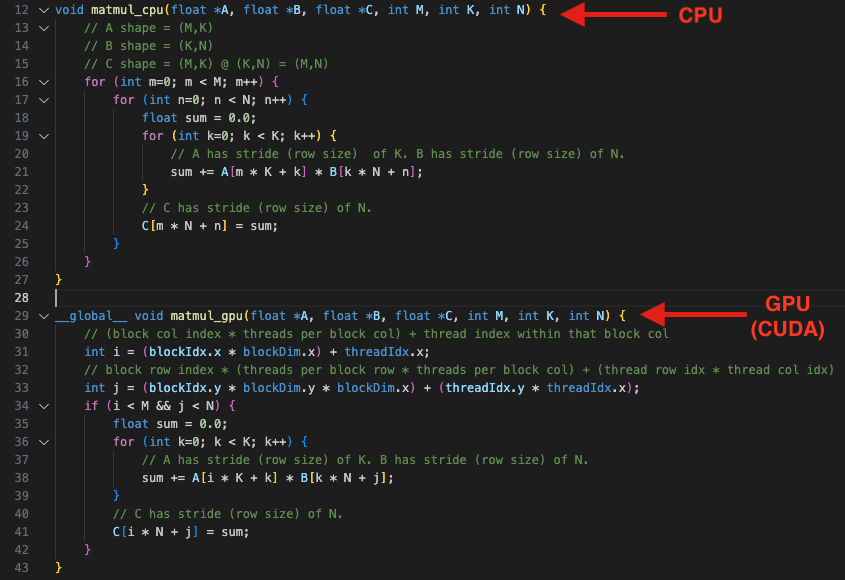 12 void matmul_cpu(float *A, float *B, float *C, int M, int K, int N) { CPU
13 // A shape = (M,K)
14 // B shape = (K,N)
15 // C shape = (M,K) @ (K,N) = (M,N)
16 for (int m=0; m < M; m++) {
17 for (int n=0; n < N; n++) {
18 float sum = 0.0;
19 for (int k=0; k < K; k++) {
20 // A has stride (row size)  of K. B has stride (row size) of N.
21 sum += A[m * K + k] * B[k * N + n];
22 }
23 // C has stride (row size) of N.
24 C[m * N + n] = sum;
25 }
26 }
27 }
28
29 __global__ void matmul_gpu(float *A, float *B, float *C, int M, int K, int N) { GPU
(CUDA)
30 // (block col index * threads per block col) + thread index within that block col
31 int i = (blockIdx.x * blockDim.x) + threadIdx.x;
32 // block row index * (threads per block row * threads per block col) + (thread row idx * thread col idx)
33 int j = (blockIdx.y * blockDim.y * blockDim.x) + (threadIdx.y * threadIdx.x);
34 if (i < M && j < N) {
35 float sum = 0.0;
36 for (int k=0; k < K; k++) {
37 // A has stride (row size) of K. B has stride (row size) of N.
38 sum += A[i * K + k] * B[k * N + j];
39 }
40 // C has stride (row size) of N.
41 C[i * N + j] = sum;
42 }
43 }